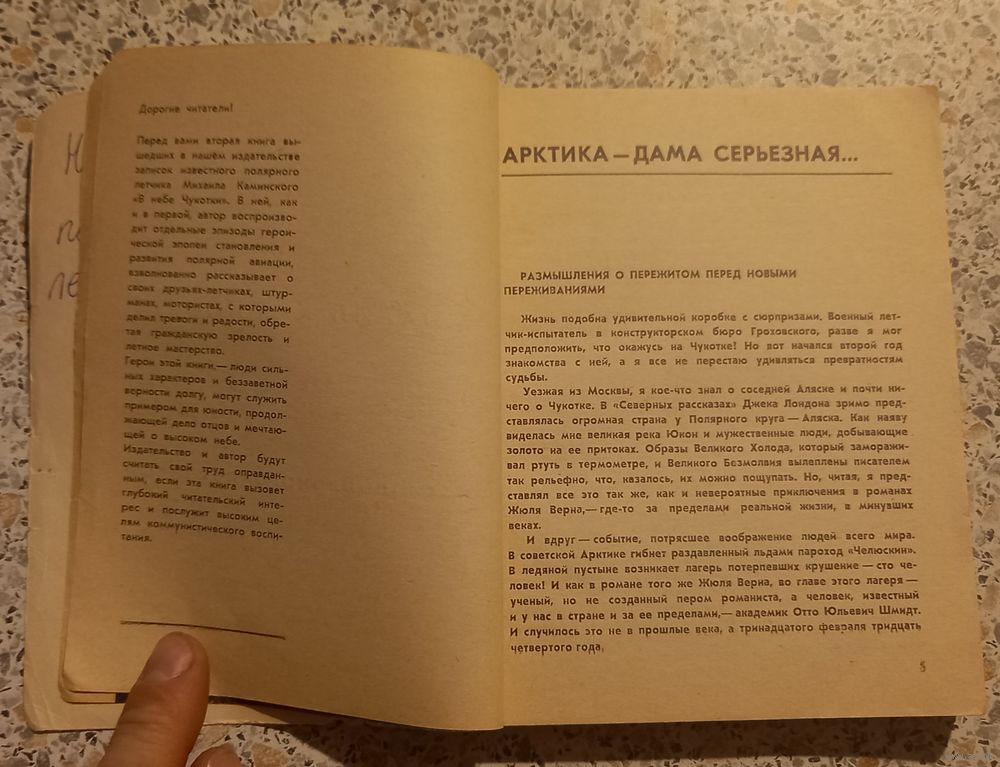 Дорогие читатели!
Перед вами вторая книга вы-
шедших в нашем издательстве
записок известного полярного
летчика Михаила Каминского
«В небе Чукотки». В ней, как
и в первой, автор воспроизво-
дит отдельные эпизоды герои-
ческой эпопеи становления и
развития полярной авиации,
взволнованно рассказывает о
своих друзьях-летчиках, штур-
манах, мотористах, с которыми
делил тревоги и радости, обре-
тая гражданскую зрелость и
летное мастерство.
Герои этой книги — люди силь-
ных характеров и беззаветной
верности долгу, могут служить
примером для юности, продол-
жающей дело отцов и мечтаю-
щей о высоком небе.
Издательство и автор будут
считать свой труд оправдан-
ным, если эта книга вызовет
глубокий читательский инте-
рес и послужит высоким це-
лям коммунистического воспи-
тания.
АРКТИКА — ДАМА СЕРЬЕЗНАЯ...
РАЗМЫШЛЕНИЯ О ПЕРЕЖИТОМ ПЕРЕД НОВЫМИ
ПЕРЕЖИВАНИЯМИ
Жизнь подобна удивительной коробке с сюрпризами. Военный лет-
чик-испытатель в конструкторском бюро Гроховского, разве я мог
предположить, что окажусь на Чукотке! Но вот начался второй год
знакомства с ней, а я все не перестаю удивляться превратностям
судьбы.
Уезжая из Москвы, я кое-что знал о соседней Аляске и почти ни-
чего о Чукотке. В «Северных рассказах» Джека Лондона зримо пред-
ставлялась огромная страна у Полярного круга — Аляска. Как наяву
виделась мне великая река Юкон и мужественные люди, добывающие
золото на ее притоках. Образы Великого Холода, который заморажи-
вал ртуть в термометре, и Великого Безмолвия вылеплены писателем
так рельефно, что, казалось, их можно пощупать. Но, читая, я пред-
ставлял все это так же, как и невероятные приключения в романах
Жюля Верна,— где-то за пределами реальной жизни, в минувших
веках.
И вдруг — событие, потрясшее воображение людей всего мира.
В советской Арктике гибнет раздавленный льдами пароход «Челюскин».
В ледяной пустыне возникает лагерь потерпевших крушение — сто че-
ловек! И как в романе того же Жюля Верна, во главе этого лагеря —
ученый, но не созданный пером романиста, а человек, известный
и у нас в стране и за ее пределами,— академик Отто Юльевич Шмидт.
И случилось это не в прошлые века, а тринадцатого февраля тридцать
четвертого года.
5